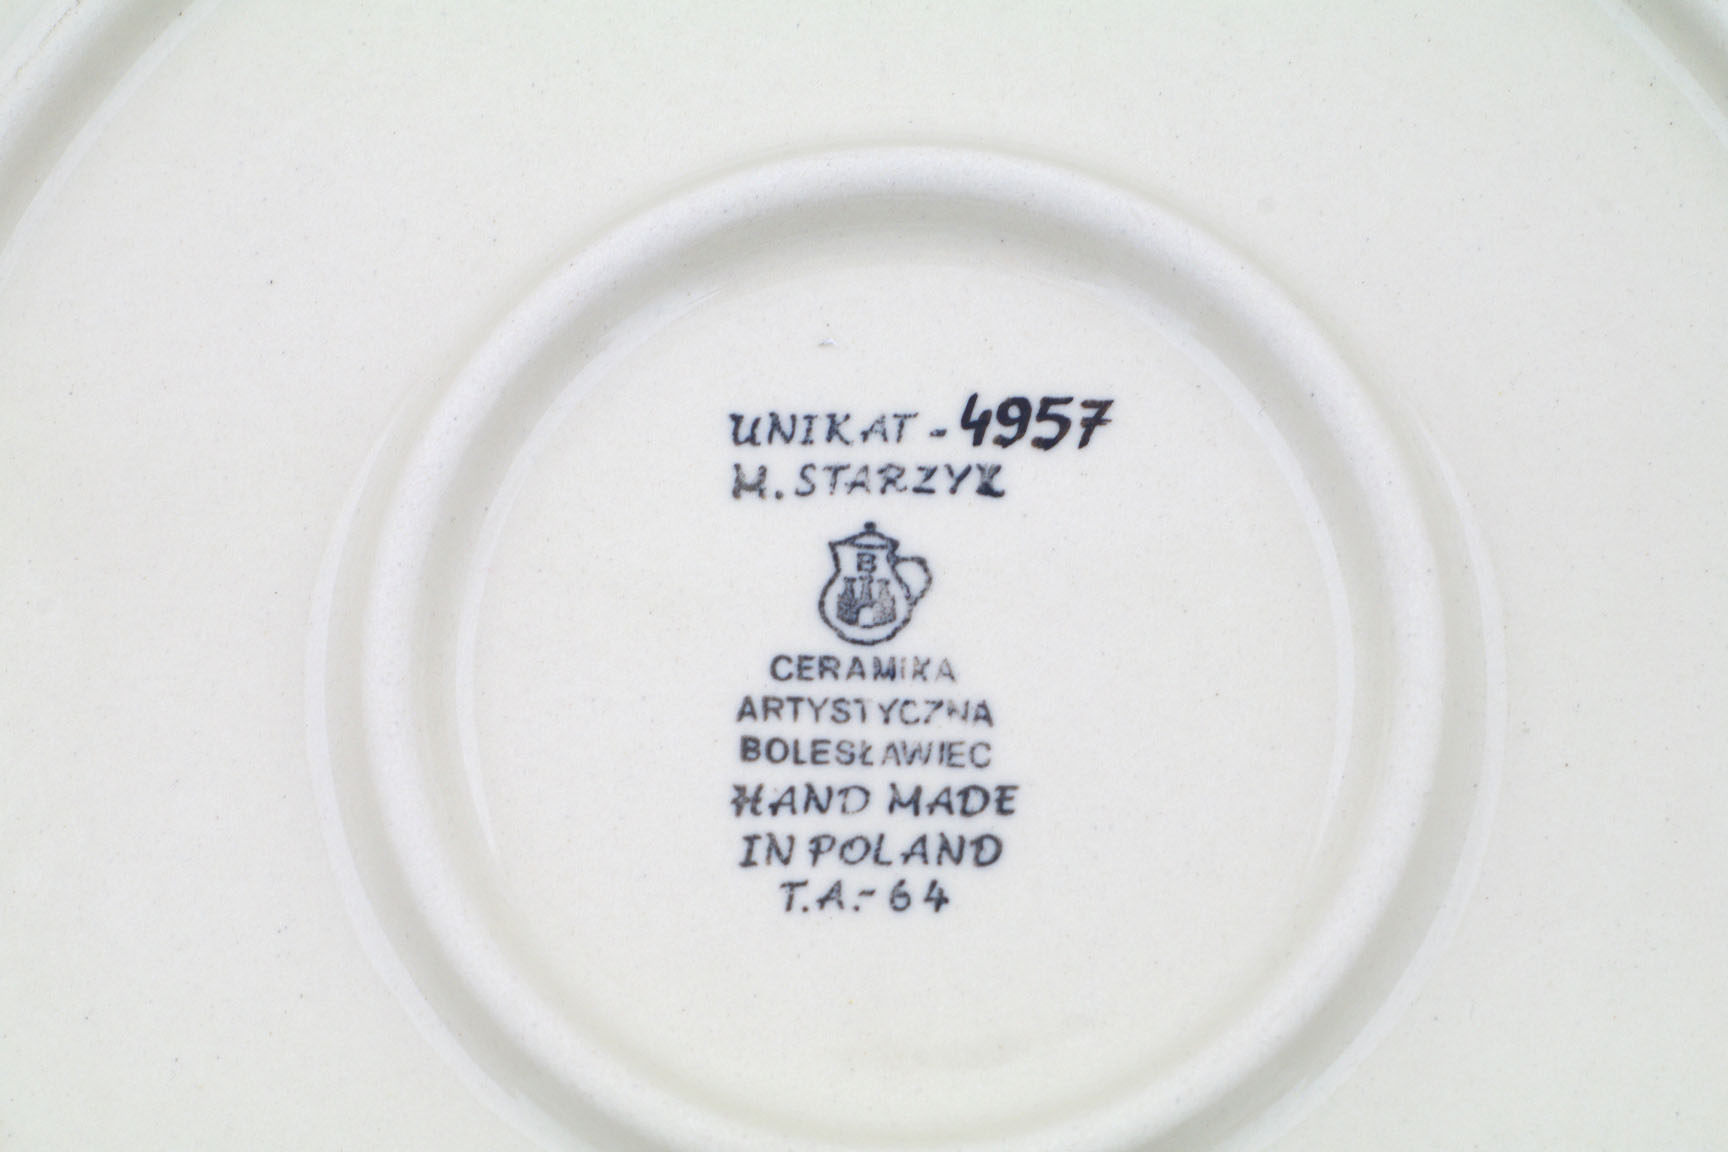 UNIKAT - 4957
M. STARZYK
B
CERAMIKA
ARTYSTYCZNA
BOLESŁAWIEC
HAND MADE
IN POLAND
T.A.- 64